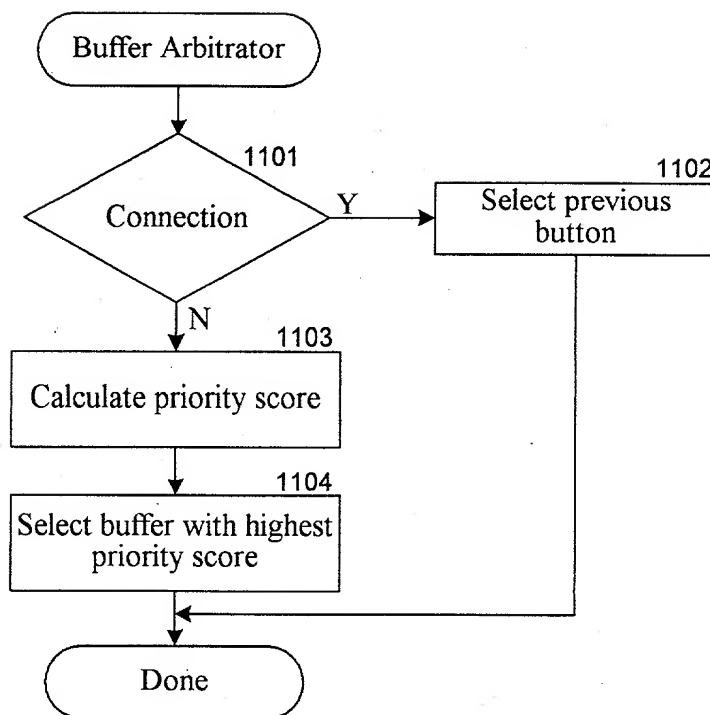 Buffer Arbitrator
1101
Connection
Y
1102
Select previous
button
N
1103
Calculate priority score
1104
Select buffer with highest
priority score
Done